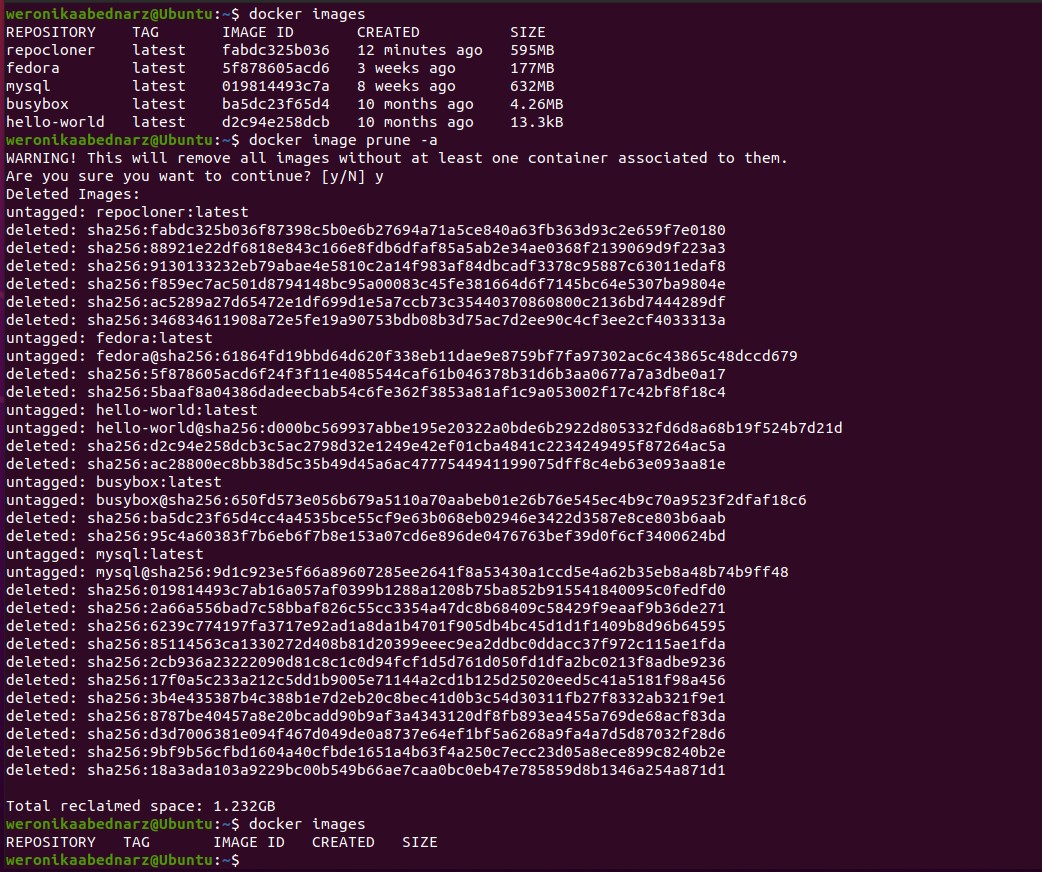 weronikaabednarz@Ubuntu:~$ docker images
REPOSITORY    TAG       IMAGE ID       CREATED          SIZE
repocloner    latest    fabdc325b036   12 minutes ago   595MB
fedora        latest    5f878605acd6   3 weeks ago      177MB
mysql         latest    019814493c7a   8 weeks ago      632MB
busybox       latest    ba5dc23f65d4   10 months ago    4.26MB
hello-world   latest    d2c94e258dcb   10 months ago    13.3kB
weronikaabednarz@Ubuntu:~$ docker image prune -a
WARNING! This will remove all images without at least one container associated to them.
Are you sure you want to continue? [y/N] y
Deleted Images:
untagged: repocloner:latest
deleted: sha256:fabdc325b036f87398c5b0e6b27694a71a5ce840a63fb363d93c2e659f7e0180
deleted: sha256:88921e22df6818e843c166e8fdb6dfaf85a5ab2e34ae0368f2139069d9f223a3
deleted: sha256:9130133232eb79abae4e5810c2a14f983af84dbcadf3378c95887c63011edaf8
deleted: sha256:f859ec7ac501d8794148bc95a00083c45fe381664d6f7145bc64e5307ba9804e
deleted: sha256:ac5289a27d65472e1df699d1e5a7ccb73c35440370860800c2136bd7444289df
deleted: sha256:346834611908a72e5fe19a90753bdb08b3d75ac7d2ee90c4cf3ee2cf4033313a
untagged: fedora:latest
untagged: fedora@sha256:61864fd19bbd64d620f338eb11dae9e8759bf7fa97302ac6c43865c48dccd679
deleted: sha256:5f878605acd6f24f3f11e4085544caf61b046378b31d6b3aa0677a7a3dbe0a17
deleted: sha256:5baaf8a04386dadeecbab54c6fe362f3853a81af1c9a053002f17c42bf8f18c4
untagged: hello-world:latest
untagged: hello-world@sha256:d000bc569937abbe195e20322a0bde6b2922d805332fd6d8a68b19f524b7d21d
deleted: sha256:d2c94e258dcb3c5ac2798d32e1249e42ef01cba4841c2234249495f87264ac5a
deleted: sha256:ac28800ec8bb38d5c35b49d45a6ac4777544941199075dff8c4eb63e093aa81e
untagged: busybox:latest
untagged: busybox@sha256:650fd573e056b679a5110a70aabeb01e26b76e545ec4b9c70a9523f2dfaf18c6
deleted: sha256:ba5dc23f65d4cc4a4535bce55cf9e63b068eb02946e3422d3587e8ce803b6aab
deleted: sha256:95c4a60383f7b6eb6f7b8e153a07cd6e896de0476763bef39d0f6cf3400624bd
untagged: mysql:latest
untagged: mysql@sha256:9d1c923e5f66a89607285ee2641f8a53430a1ccd5e4a62b35eb8a48b74b9ff48
deleted: sha256:019814493c7ab16a057af0399b1288a1208b75ba852b915541840095c0fedfd0
deleted: sha256:2a66a556bad7c58bbaf826c55cc3354a47dc8b68409c58429f9eaaf9b36de271
deleted: sha256:6239c774197fa3717e92ad1a8da1b4701f905db4bc45d1d1f1409b8d96b64595
deleted: sha256:85114563ca1330272d408b81d20399eeec9ea2ddbc0ddacc37f972c115ae1fda
deleted: sha256:2cb936a23222090d81c8c1c0d94fcf1d5d761d050fd1dfa2bc0213f8adbe9236
deleted: sha256:17f0a5c233a212c5dd1b9005e71144a2cd1b125d25020eed5c41a5181f98a456
deleted: sha256:3b4e435387b4c388b1e7d2eb20c8bec41d0b3c54d30311fb27f8332ab321f9e1
deleted: sha256:8787be40457a8e20bcadd90b9af3a4343120df8fb893ea455a769de68acf83da
deleted: sha256:d3d7006381e094f467d049de0a8737e64ef1bf5a6268a9fa4a7d5d87032f28d6
deleted: sha256:9bf9b56cfbd1604a40cfbde1651a4b63f4a250c7ecc23d05a8ece899c8240b2e
deleted: sha256:18a3ada103a9229bc00b549b66ae7caa0bc0eb47e785859d8b1346a254a871d1

Total reclaimed space: 1.232GB
weronikaabednarz@Ubuntu:~$ docker images
REPOSITORY   TAG       IMAGE ID   CREATED   SIZE
weronikaabednarz@Ubuntu:~$